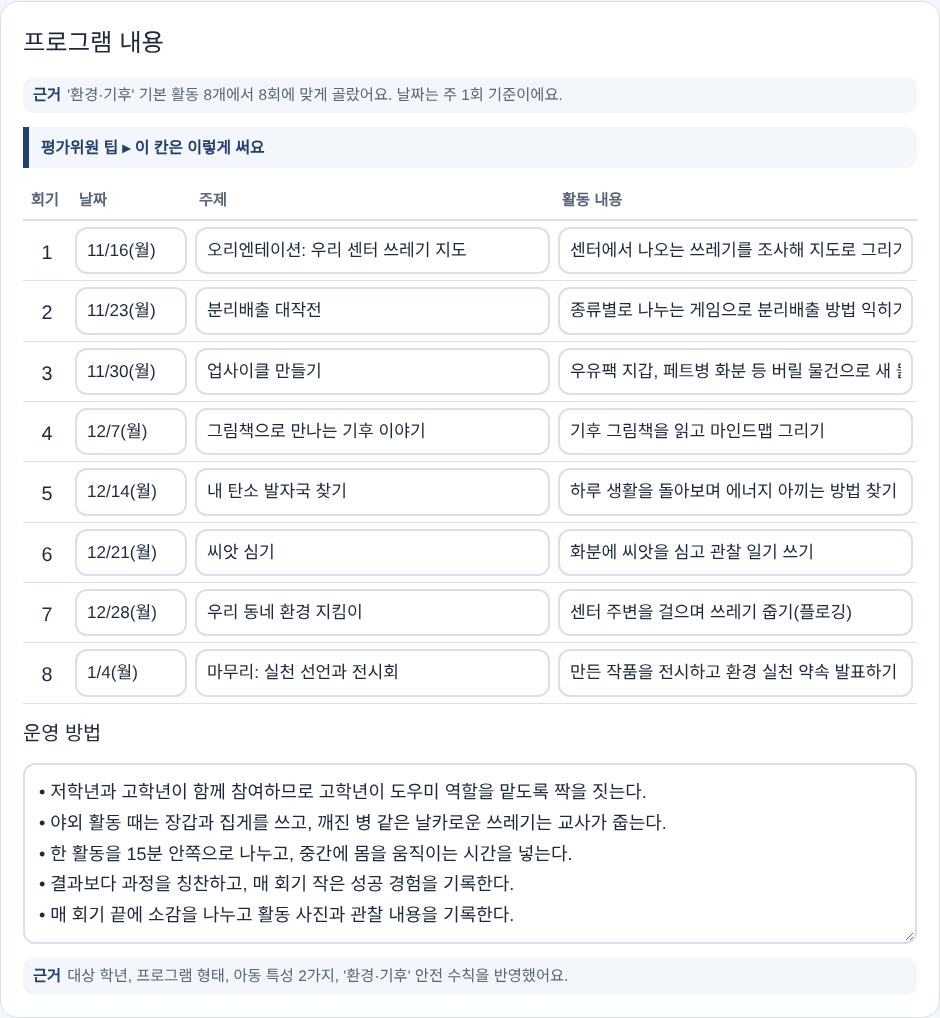 프로그램 내용
근거 '환경·기후' 기본 활동 8개에서 8회에 맞게 골랐어요. 날짜는 주 1회 기준이에요.
평가위원 팁 ▸ 이 칸은 이렇게 써요
회기 날짜 주제 활동 내용
1 11/16(월) 오리엔테이션: 우리 센터 쓰레기 지도 센터에서 나오는 쓰레기를 조사해 지도로 그리기
2 11/23(월) 분리배출 대작전 종류별로 나누는 게임으로 분리배출 방법 익히기
3 11/30(월) 업사이클 만들기 우유팩 지갑, 페트병 화분 등 버릴 물건으로 새
4 12/7(월) 그림책으로 만나는 기후 이야기 기후 그림책을 읽고 마인드맵 그리기
5 12/14(월) 내 탄소 발자국 찾기 하루 생활을 돌아보며 에너지 아끼는 방법 찾기
6 12/21(월) 씨앗 심기 화분에 씨앗을 심고 관찰 일기 쓰기
7 12/28(월) 우리 동네 환경 지킴이 센터 주변을 걸으며 쓰레기 줍기(플로깅)
8 1/4(월) 마무리: 실천 선언과 전시회 만든 작품을 전시하고 환경 실천 약속 발표하기
운영 방법
• 저학년과 고학년이 함께 참여하므로 고학년이 도우미 역할을 맡도록 짝을 짓는다.
• 야외 활동 때는 장갑과 집게를 쓰고, 깨진 병 같은 날카로운 쓰레기는 교사가 줍는다.
• 한 활동을 15분 안쪽으로 나누고, 중간에 몸을 움직이는 시간을 넣는다.
• 결과보다 과정을 칭찬하고, 매 회기 작은 성공 경험을 기록한다.
• 매 회기 끝에 소감을 나누고 활동 사진과 관찰 내용을 기록한다.
근거 대상 학년, 프로그램 형태, 아동 특성 2가지, '환경·기후' 안전 수칙을 반영했어요.